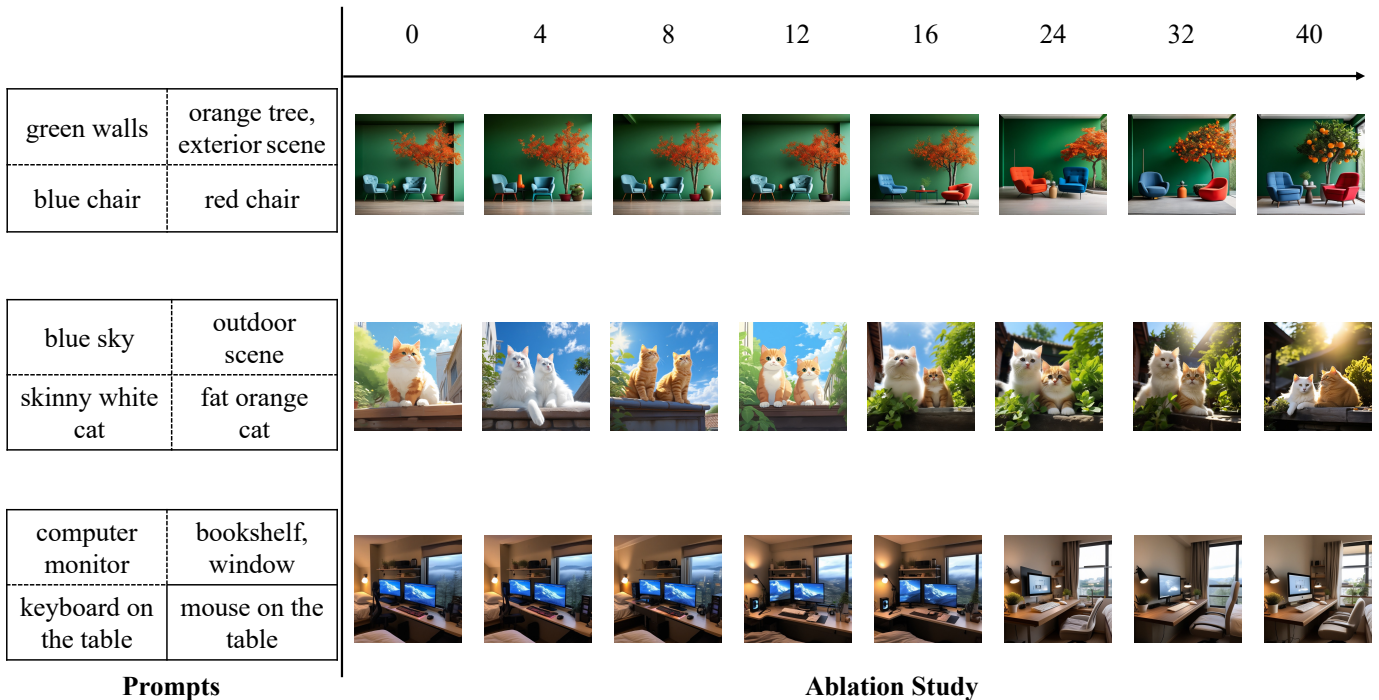 0 4 8 12 16 24 32 40
green walls
orange tree,
exterior scene
blue chair
red chair
blue sky
outdoor
scene
skinny white
cat
fat orange
cat
computer
monitor
bookshelf,
window
keyboard on
the table
mouse on the
table
Prompts
Ablation Study